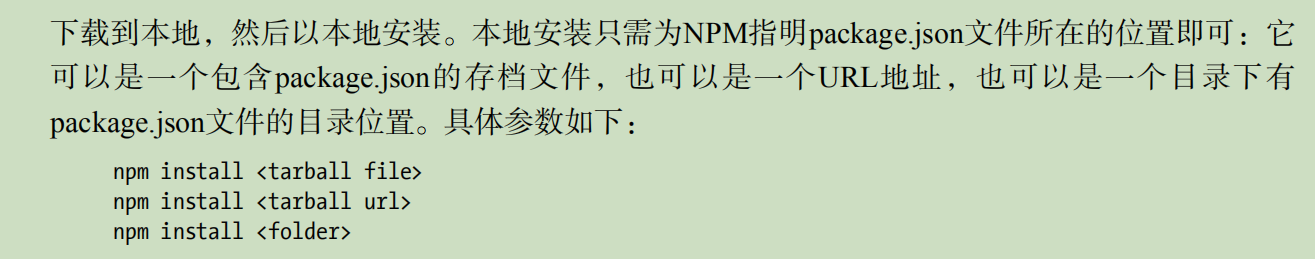 下载到本地，然后以本地安装。本地安装只需为NPM指明package.json文件所在的位置即可：它
可以是一个包含package.json的存档文件，也可以是一个URL地址，也可以是一个目录下有
package.json文件的目录位置。具体参数如下：
npm install <tarball file>
npm install <tarball url>
npm install <folder>